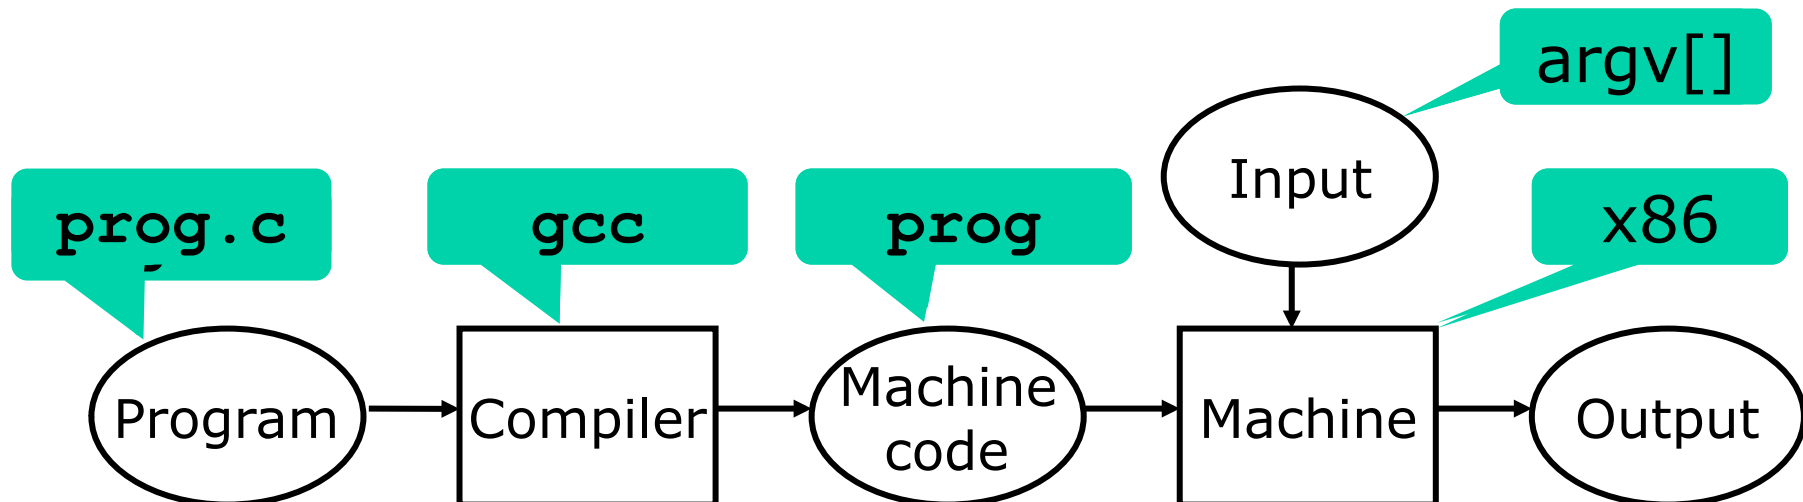 argv[]
Input
prog.c
gcc
prog
x86
Program
Compiler
Machine
code
Machine
Output